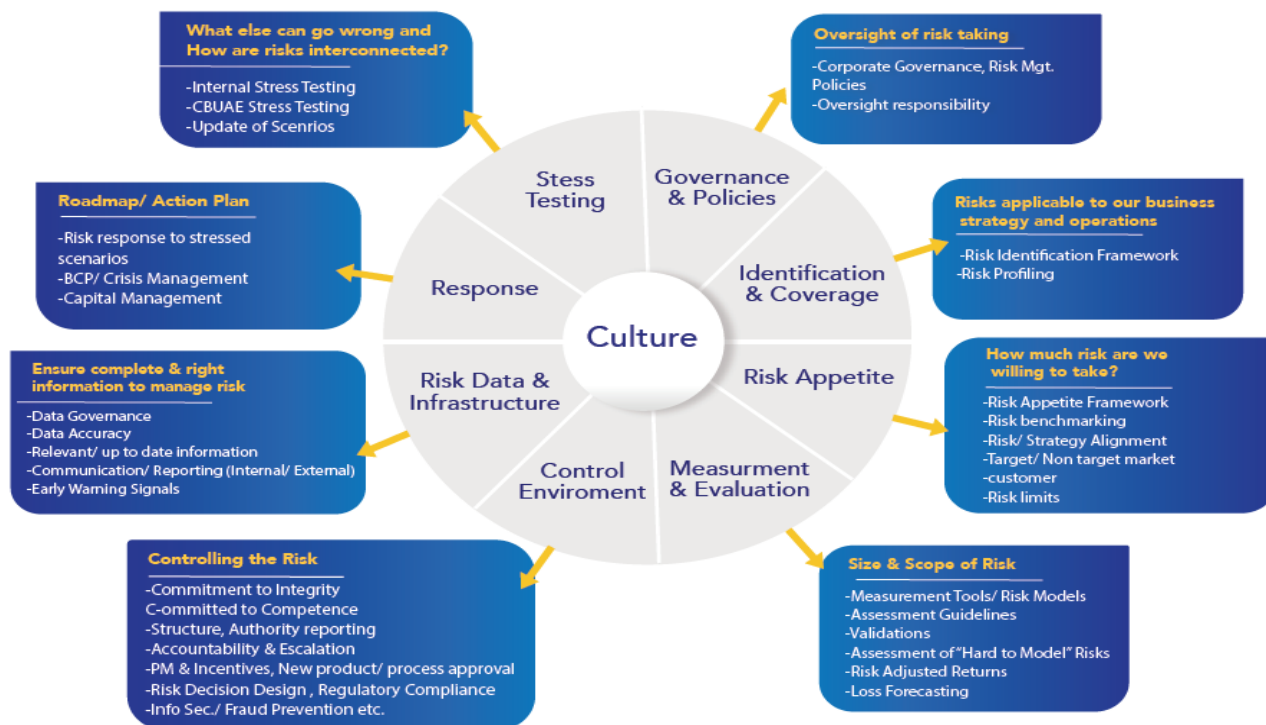 What else can go wrong and
How are risks interconnected?
-Internal Stress Testing
-CBUAE Stress Testing
-Update of Scenrios
Oversight of risk taking
-Corporate Governance, Risk Mgt.
Policies
-Oversight responsibility
Roadmap/ Action Plan
-Risk response to stressed
scenarios
-BCP/ Crisis Management
-Capital Management
Risks applicable to our business
strategy and operations
-Risk Identification Framework
-Risk Profiling
Ensure complete & right
information to manage risk
-Data Governance
-Data Accuracy
-Relevant/ up to date information
-Communication/ Reporting (Internal/ External)
-Early Warning Signals
How much risk are we
willing to take?
-Risk Appetite Framework
-Risk benchmarking
-Risk/ Strategy Alignment
-Target/ Non target market
-customer
-Risk limits
Controlling the Risk
-Commitment to Integrity
C-ommitted to Competence
-Structure, Authority reporting
-Accountability & Escalation
-PM & Incentives, New product/ process approval
-Risk Decision Design , Regulatory Compliance
-Info Sec./ Fraud Prevention etc.
Size & Scope of Risk
-Measurement Tools/ Risk Models
-Assessment Guidelines
-Validations
-Assessment of "Hard to Model" Risks
-Risk Adjusted Returns
-Loss Forecasting
Stess
Testing
Governance
& Policies
Response
Identification
& Coverage
Culture
Risk Data &
Infrastructure
Risk Appetite
Control
Enviroment
Measurment
& Evaluation